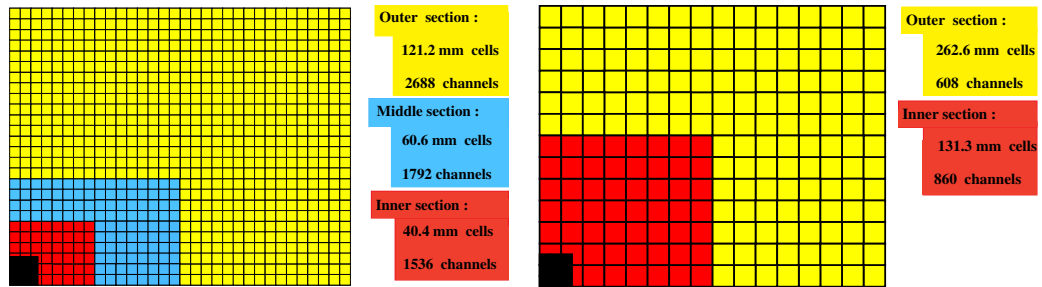 Outer section :
121.2 mm cells
2688 channels
Middle section :
60.6 mm cells
1792 channels
Inner section :
40.4 mm cells
1536 channels
Outer section :
262.6 mm cells
608 channels
Inner section :
131.3 mm cells
860 channels